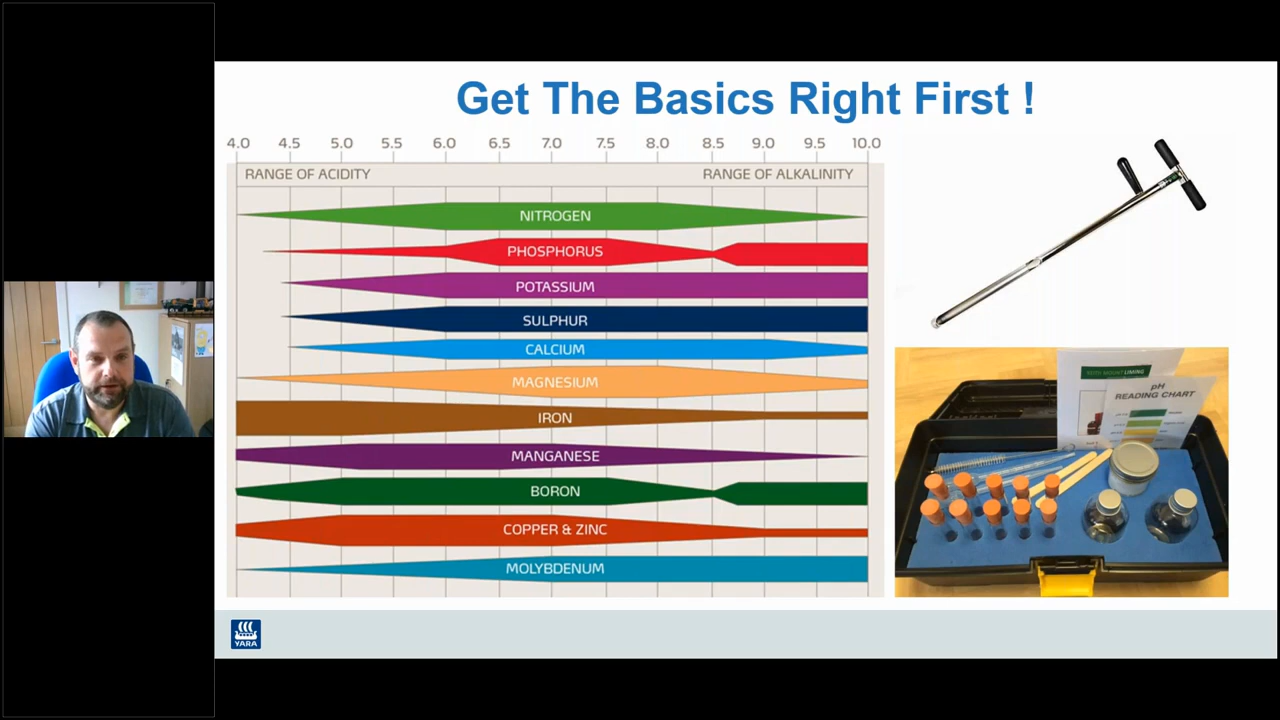 Get The Basics Right First !
4.0 4.5 5.0 5.5 6.0 6.5 7.0 7.5 8.0 8.5 9.0 9.5 10.0
RANGE OF ACIDITY RANGE OF ALKALINITY
NITROGEN
PHOSPHORUS
POTASSIUM
SULPHUR
CALCIUM
MAGNESIUM
IRON
MANGANESE
BORON
COPPER & ZINC
MOLYBDENUM
LIMING
pH
READING CHART
YARA